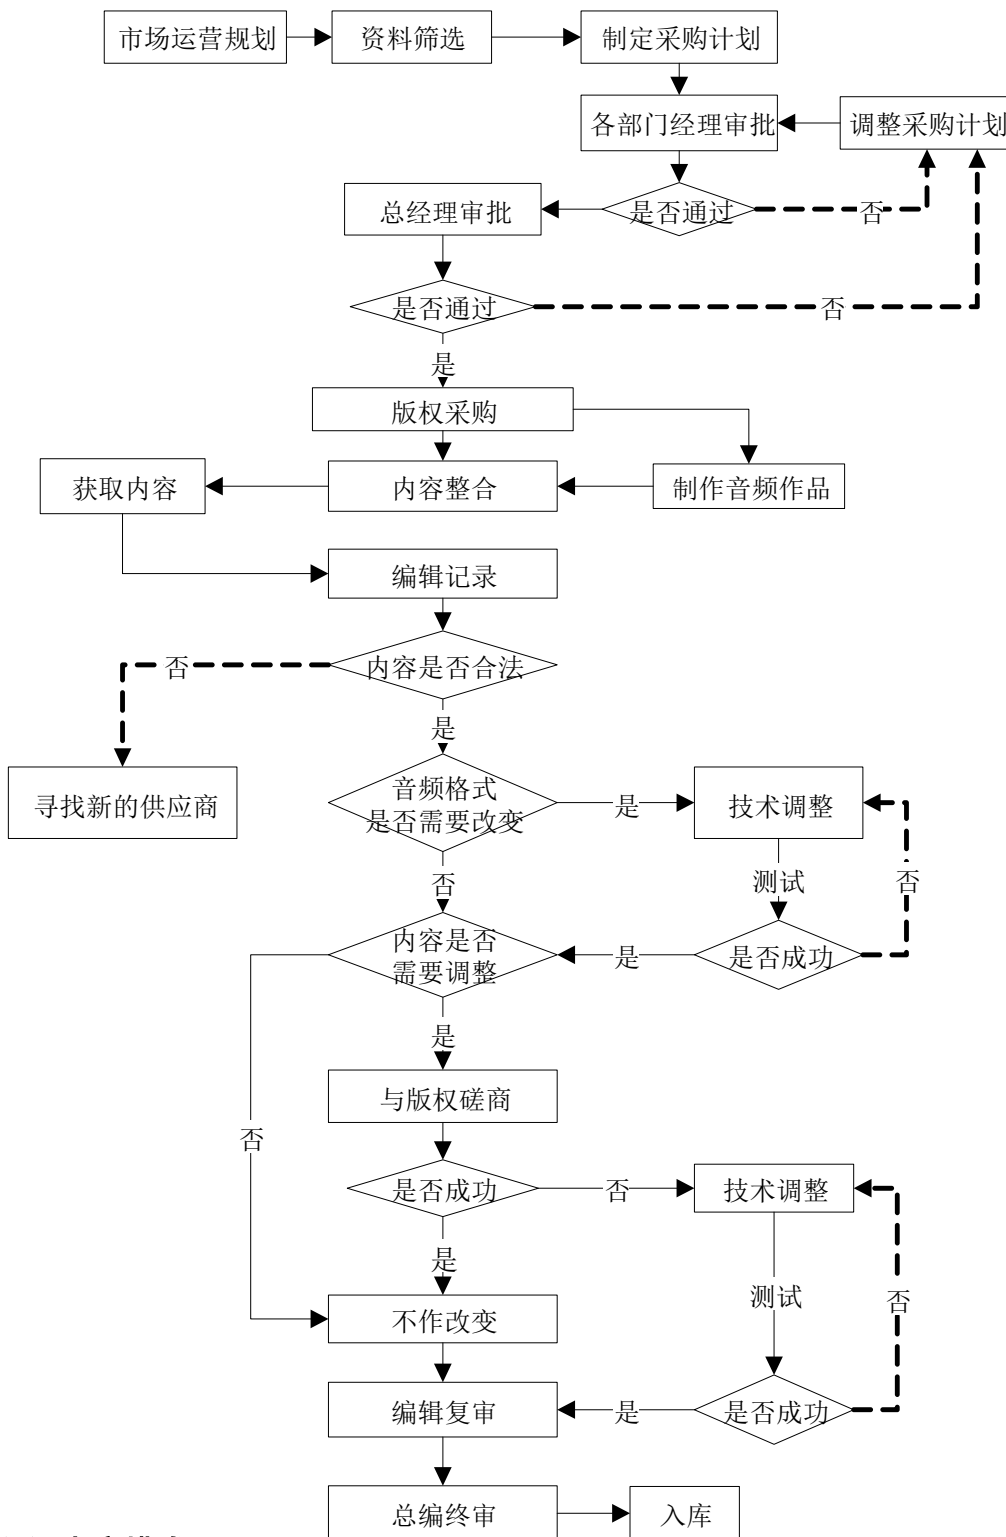 市场运营规划
资料筛选
制定采购计划
各部门经理审批
调整采购计划
总经理审批
是否通过
否
是否通过
否
是
版权采购
获取内容
内容整合
制作音频作品
编辑记录
否
内容是否合法
是
寻找新的供应商
音频格式
是否需要改变
是
技术调整
否
测试
否
内容是否
需要调整
是
是否成功
是
与版权磋商
否
是否成功
否
技术调整
是
测试
否
不作改变
编辑复审
是
是否成功
总编终审
入库